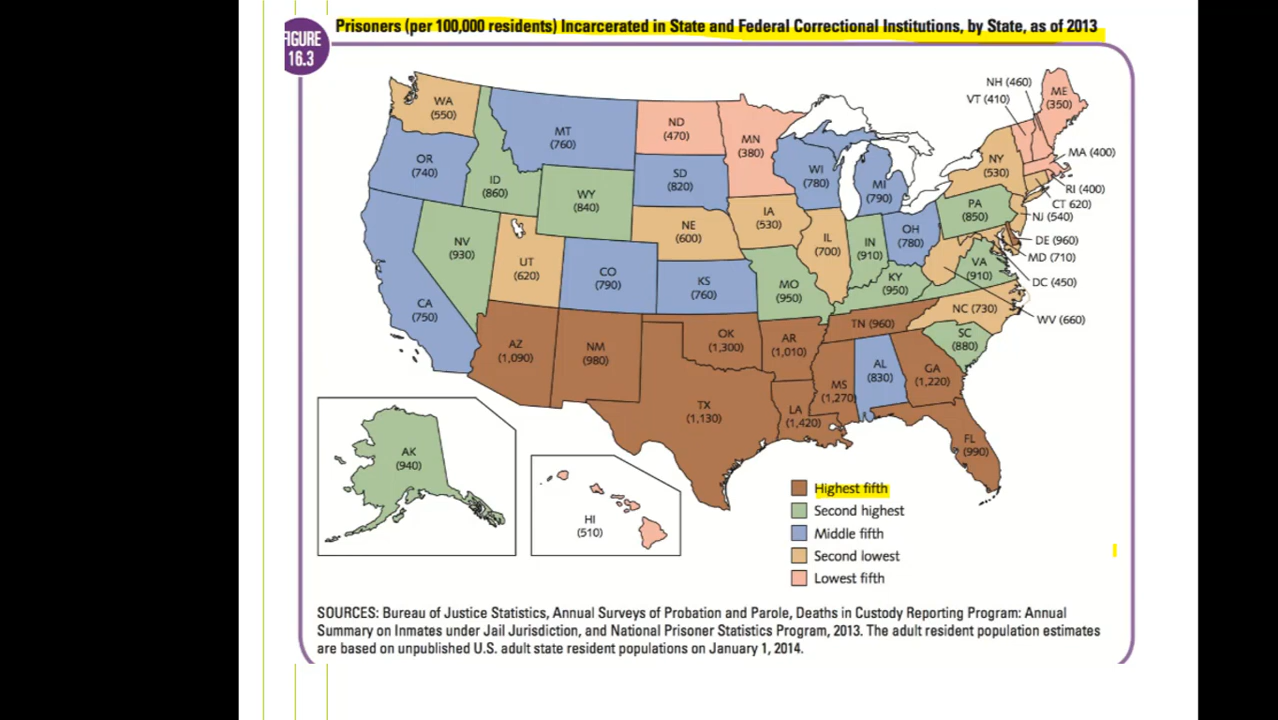 FIGURE
16.3
Prisoners (per 100,000 residents) Incarcerated in State and Federal Correctional Institutions, by State, as of 2013
WA
(550)
OR
(740)
CA
(750)
ID
(860)
NV
(930)
MT
(760)
WY
(840)
UT
(620)
CO
(790)
AZ
(1,090)
NM
(980)
ND
(470)
SD
(820)
NE
(600)
KS
(760)
OK
(1,300)
TX
(1,130)
MN
(380)
IA
(530)
MO
(950)
AR
(1,010)
LA
(1,420)
WI
(780)
IL
(700)
MI
(790)
IN
(910)
OH
(780)
KY
(950)
TN (960)
MS
(1,270)
AL
(830)
GA
(1,220)
FL
(990)
SC
(880)
NC (730)
VA
(910)
PA
(850)
NY
(530)
NH (460)
VT (410)
ME
(350)
MA (400)
RI (400)
CT 620)
NJ (540)
DE (960)
MD (710)
DC (450)
WV (660)
AK
(940)
HI
(510)
Highest fifth
Second highest
Middle fifth
Second lowest
Lowest fifth
SOURCES: Bureau of Justice Statistics, Annual Surveys of Probation and Parole, Deaths in Custody Reporting Program: Annual
Summary on Inmates under Jail Jurisdiction, and National Prisoner Statistics Program, 2013. The adult resident population estimates
are based on unpublished U.S. adult state resident populations on January 1, 2014.